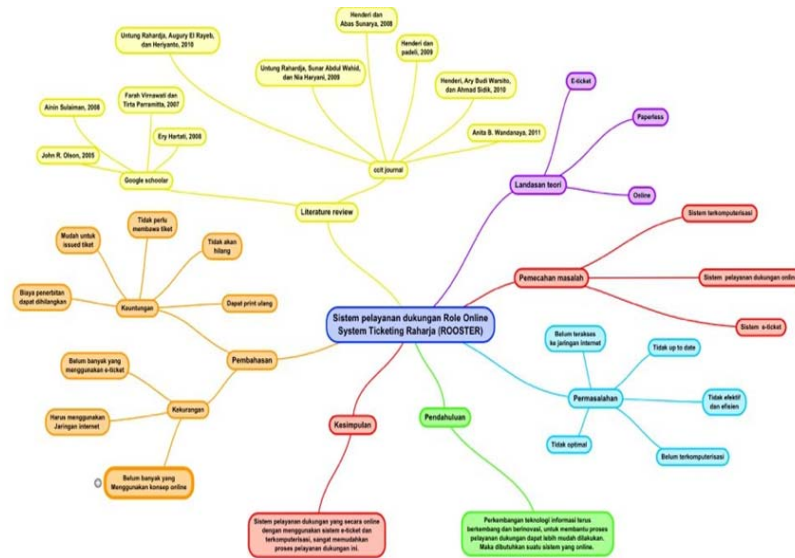 Henderi dan
Abas Sunarya, 2008
Untung Rahardja, Augury El Rayeb,
dan Heriyanto, 2010
Henderi dan
padeli, 2009
Untung Rahardja, Sunar Abdul Wahid,
dan Nia Haryani, 2009
Henderi, Ary Budi Warsito,
dan Ahmad Sidik, 2010
Anita B. Wandanaya, 2011
ccit journal
Farah Virnawati dan
Tirta Parramitta, 2007
Ainin Sulaiman, 2008
Ery Hartati, 2008
John R. Olson, 2005
Google schoolar
Literature review
E-ticket
Paperless
Online
Landasan teori
Sistem terkomputerisasi
Pemecahan masalah
Sistem pelayanan dukungan online
Sistem e-ticket
Tidak perlu
membawa tiket
Mudah untuk
issued tiket
Tidak akan
hilang
Biaya penerbitan
dapat dihilangkan
Keuntungan
Dapat print ulang
Sistem pelayanan dukungan Role Online
System Ticketing Raharja (ROOSTER)
Pembahasan
Belum banyak yang
menggunakan e-ticket
Kekurangan
Harus menggunakan
Jaringan internet
Belum banyak yang
Menggunakan konsep online
Belum terakses
ke jaringan internet
Tidak up to date
Permasalahan
Tidak efektif
dan efisien
Tidak optimal
Belum terkomputerisasi
Kesimpulan
Pendahuluan
Sistem pelayanan dukungan yang secara online
dengan menggunakan sistem e-ticket dan
terkomputerisasi, sangat memudahkan
proses pelayanan dukungan ini.
Perkembangan teknologi informasi terus
berkembang dan berinovasi, untuk membantu proses
pelayanan dukungan dapat lebih mudah dilakukan.
Maka dibutuhkan suatu sistem yang online.